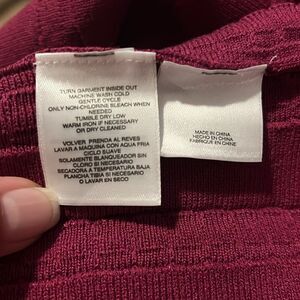 TURN GARMENT INSIDE OUT
MACHINE WASH COLD
GENTLE CYCLE
ONLY NON-CHLORINE BLEACH WHEN
NEEDED
TUMBLE DRY LOW
WARM IRON IF NECESSARY
OR DRY CLEANED
VOLVER PRENDA AL REVES
LAVAR A MAQUINA CON AQUA FRIA
CICLO SUAVE
SOLAMENTE BLANQUEADOR SIN
CLORO SI NECESARIO
SEGADORA A TEMPERATURA BAJA
PLANCHA TIBIA SI ES NECESARIO
O LAVAR EN SECO
MADE IN CHINA
HECHO EN CHINA
FABRIQUE EN CHINE